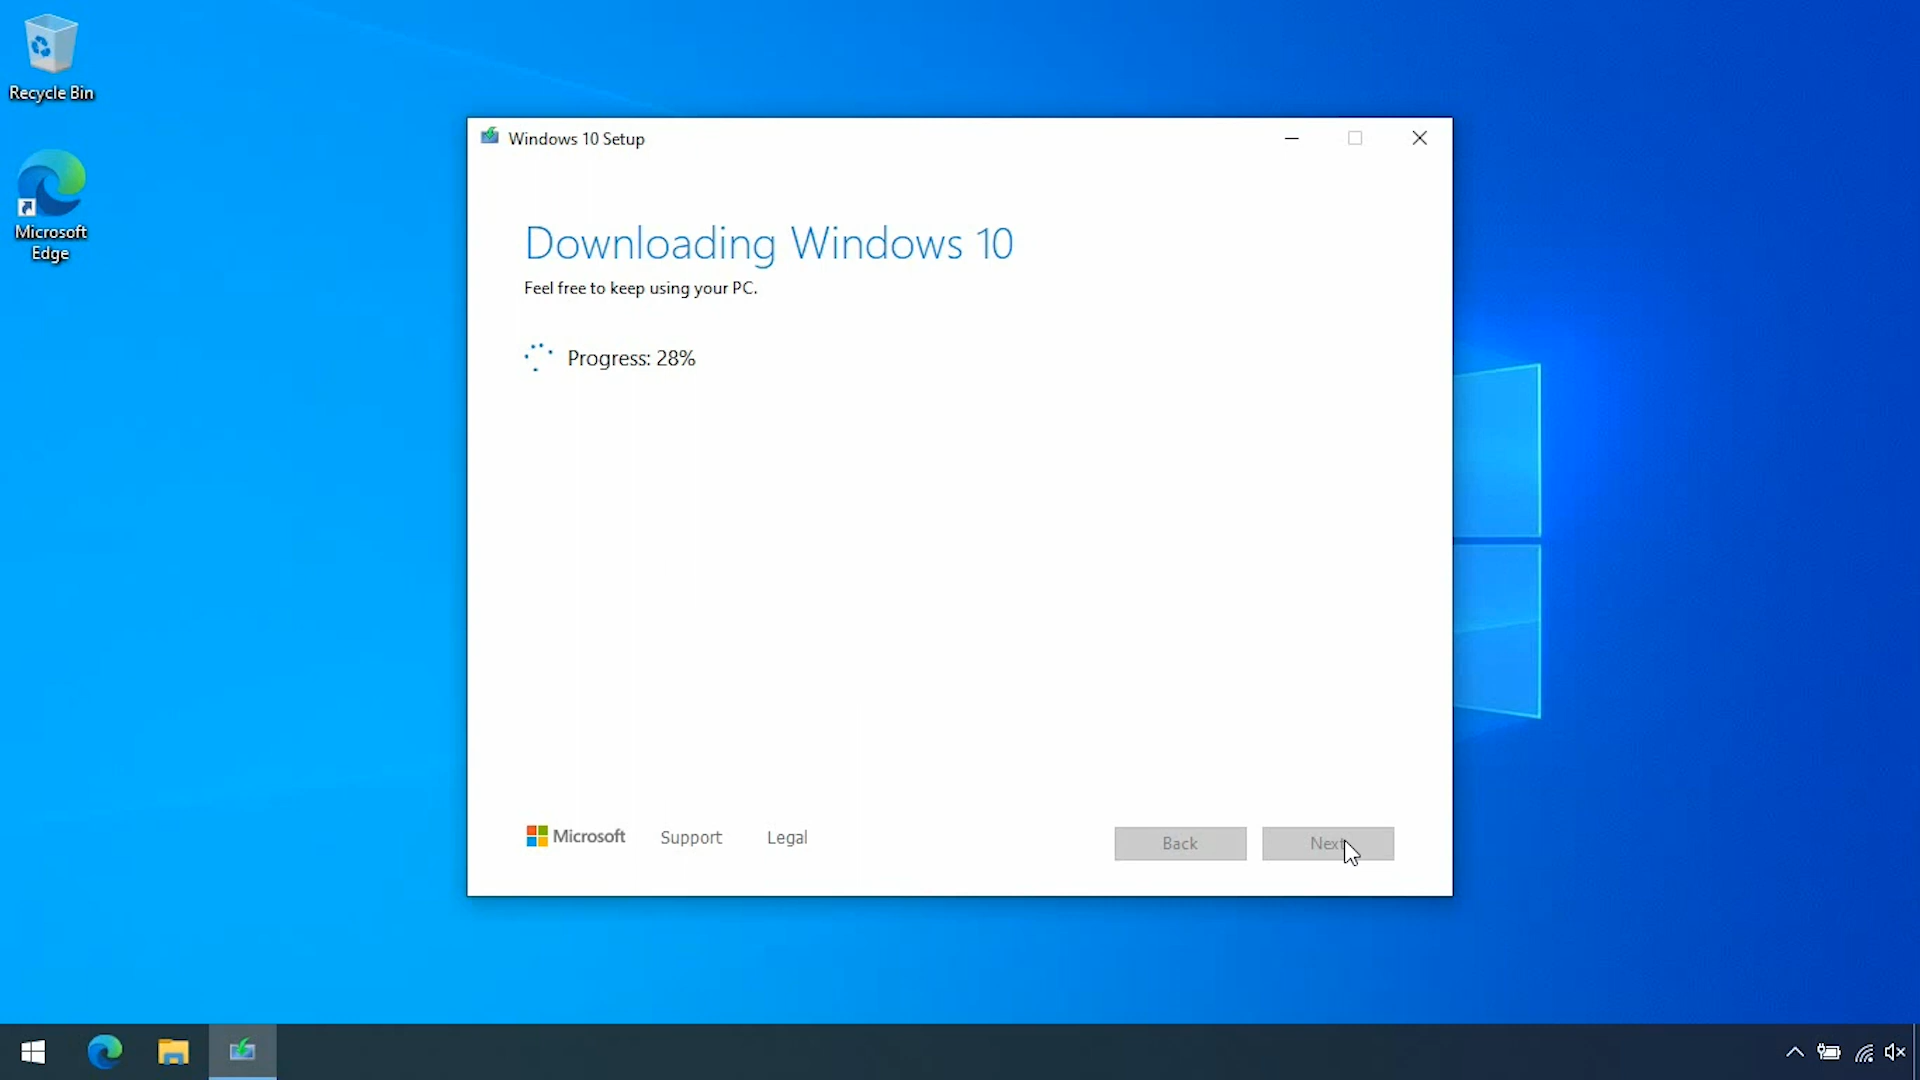 Recycle Bin
Microsoft
Edge
Windows 10 Setup
Downloading Windows 10
Feel free to keep using your PC.
Progress: 28%
Microsoft
Support
Legal
Back
Next